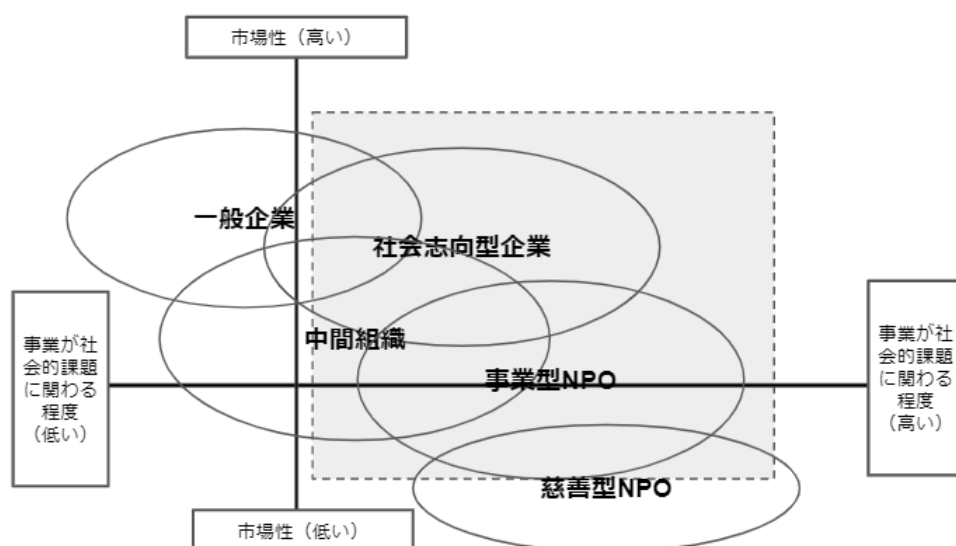 市場性（高い）
一般企業
社会志向型企業
中間組織
事業が社
会的課題
に関わる
程度
（低い）
事業型NPO
事業が社
会的課題
に関わる
程度
（高い）
慈善型NPO
市場性（低い）